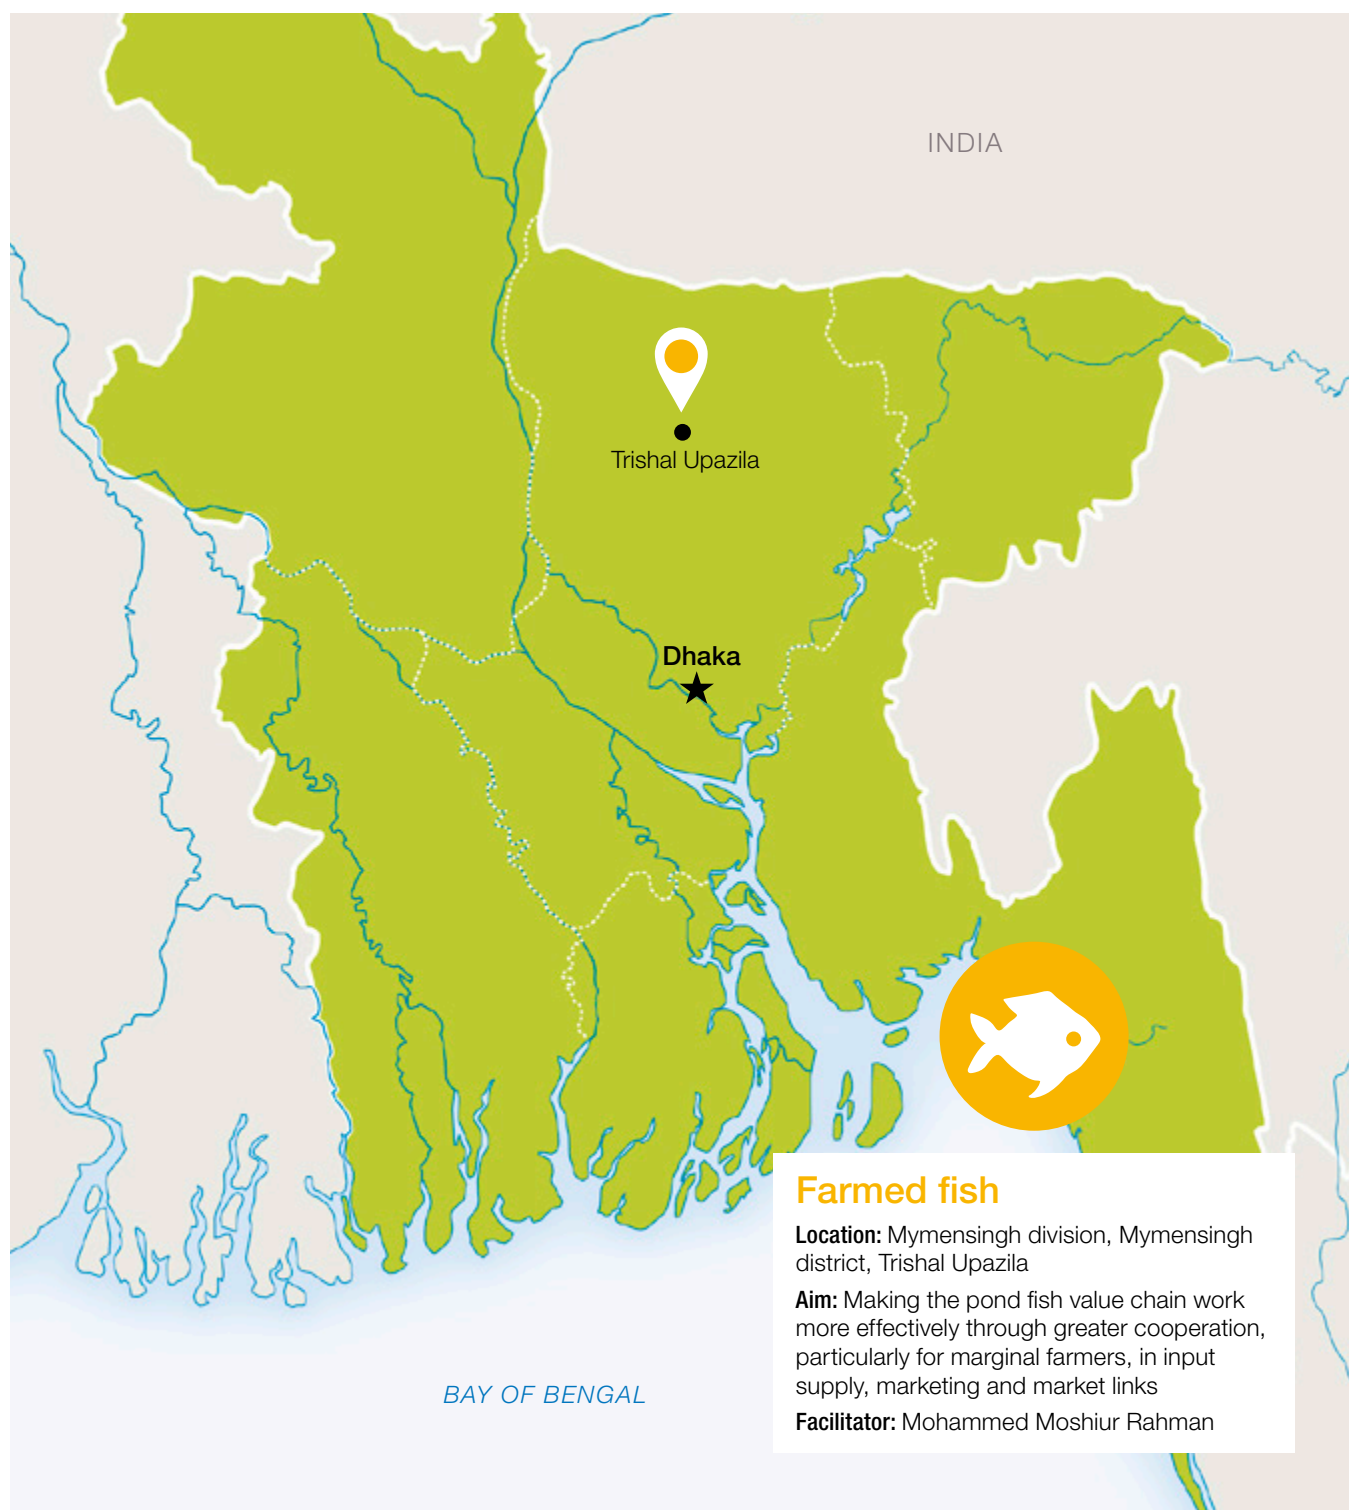 INDIA
Trishal Upazila
Dhaka
Farmed fish
Location: Mymensingh division, Mymensingh
district, Trishal Upazila
Aim: Making the pond fish value chain work
more effectively through greater cooperation,
particularly for marginal farmers, in input
supply, marketing and market links
Facilitator: Mohammed Moshiur Rahman
BAY OF BENGAL